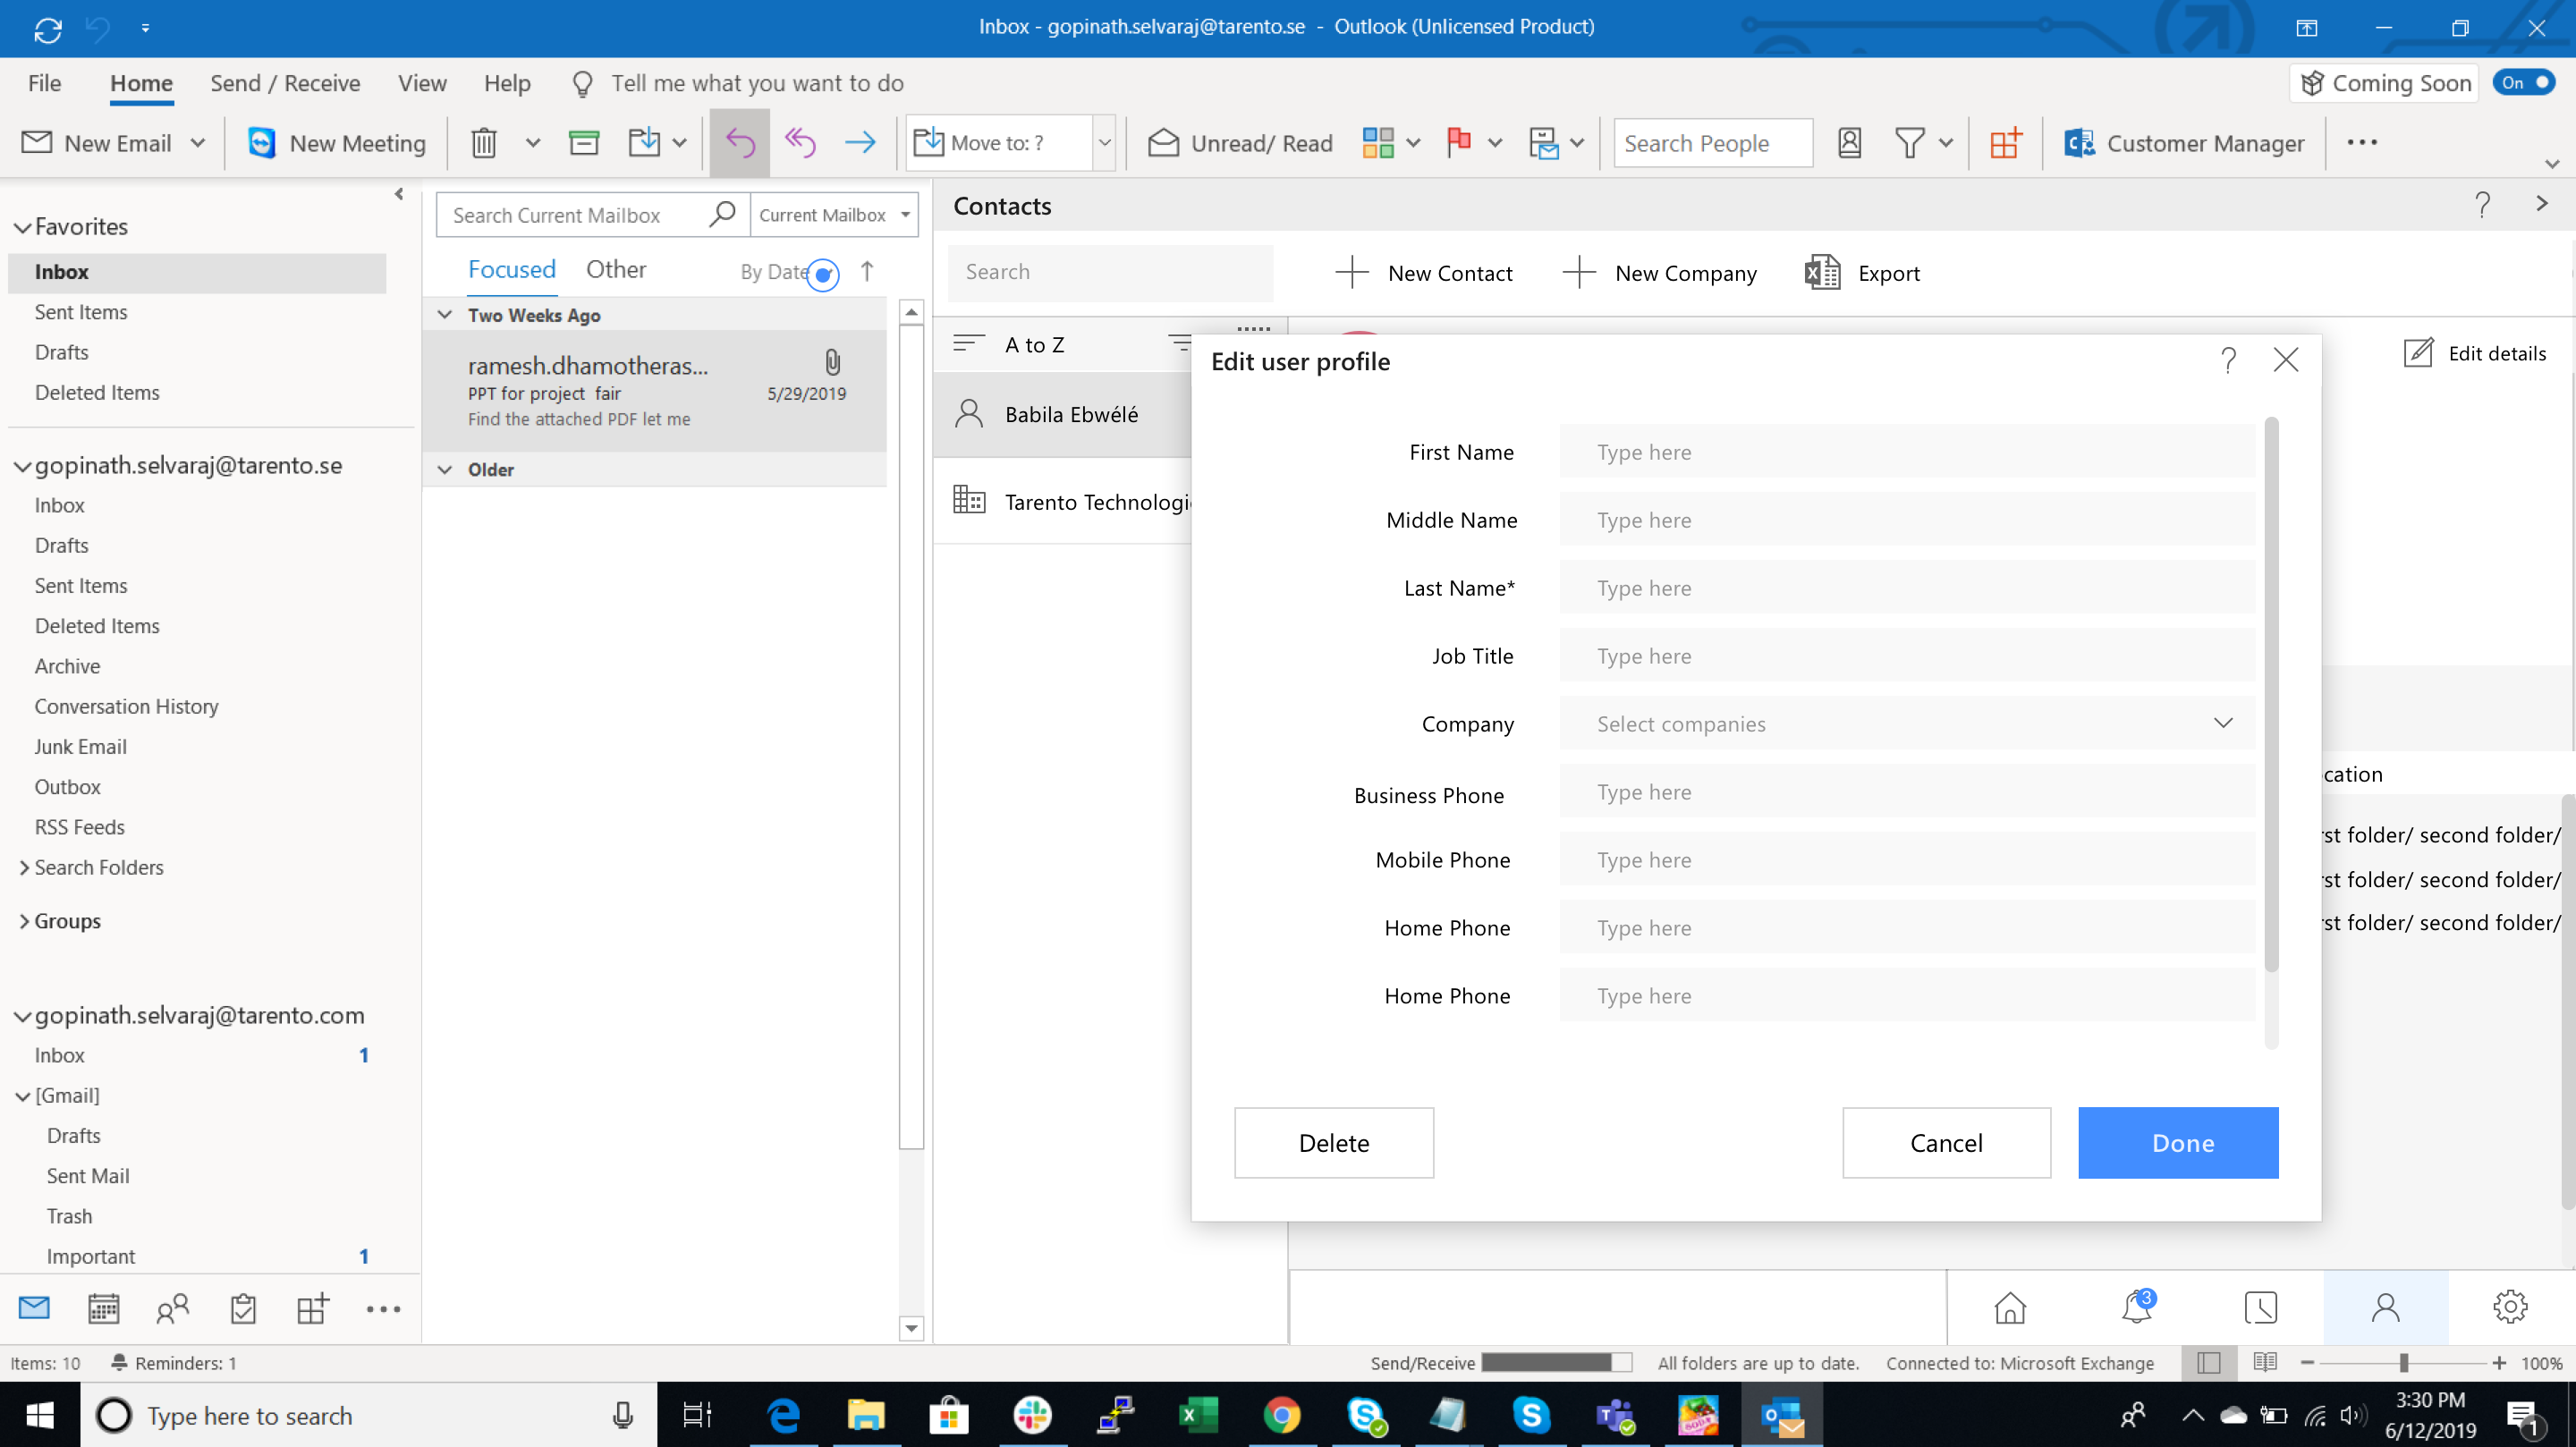 Inbox - gopinath.selvaraj@tarento.se - Outlook (Unlicensed Product)
File Home Send / Receive View Help Tell me what you want to do
Coming Soon On
New Email New Meeting Move to: ? Unread/ Read Search People Customer Manager
Favorites
Inbox
Sent Items
Drafts
Deleted Items
gopinath.selvaraj@tarento.se
Inbox
Drafts
Sent Items
Deleted Items
Archive
Conversation History
Junk Email
Outbox
RSS Feeds
Search Folders
Groups
gopinath.selvaraj@tarento.com
Inbox 1
[Gmail]
Drafts
Sent Mail
Trash
Important 1
Search Current Mailbox Current Mailbox
Focused Other By Date
Two Weeks Ago
ramesh.dhamotheras...
PPT for project fair 5/29/2019
Find the attached PDF let me
Older
Contacts
Search New Contact New Company Export
A to Z
Babila Ebwélé
Tarento Technologi
Edit details
cation
rst folder/ second folder/
rst folder/ second folder/
rst folder/ second folder/
Edit user profile
First Name Type here
Middle Name Type here
Last Name* Type here
Job Title Type here
Company Select companies
Business Phone Type here
Mobile Phone Type here
Home Phone Type here
Home Phone Type here
Delete Cancel Done
3
Items: 10 Reminders: 1 Send/Receive All folders are up to date. Connected to: Microsoft Exchange 100%
Type here to search
3:30 PM
6/12/2019
1